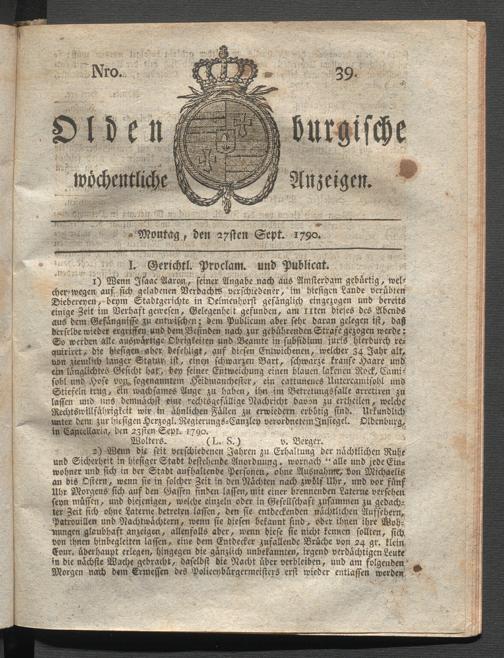 Nro. 39.
Olden burgische
wöchentliche Anzeigen.
Montag, den 27sten Sept. 1790.
I. Gerichtl. Proclam. und Publicat.
1) Wenn Isaac Aaron, seiner Angabe nach aus Amsterdam gebürtig, wel-
cher wegen auf sich geladenen Verdachts verschiedener, im hiesigen Lande verübten
Diebereyen, beym Stadtgerichte in Delmenhorst gefänglich eingezogen und bereits
einige Zeit im Verhaft gewesen, Gelegenheit gefunden, am 11ten dieses des Abends
aus dem Gefängnisse zu entwischen; dem Publicum aber sehr daran gelegen ist, daß
derselbe wieder ergriffen und dem Befinden nach zur gebührenden Strafe gezogen werde:
So werden alle auswärtige Obrigkeiten und Beamte in subsidium juris hierdurch re-
quiriret, die hiesigen aber befehligt, auf diesen Entwichenen, welcher 34 Jahr alt,
von ziemlich langer Statur ist, einen schwarzen Bart, schwarze krause Haare und
ein längliches Gesicht hat, bey seiner Entweichung einen blauen lakenen Rock, Cami-
sohl und Hose von sogenanntem Heidmanchester, ein cattunenes Untercamisohl und
Stiefeln trug, ein wachsames Auge zu haben, ihn im Betretungsfalle arretiren zu
lassen und uns demnächst eine rechtsgefällige Nachricht davon zu ertheilen, welche
Rechtswillfährigkeit wir in ähnlichen Fällen zu erwiedern erbötig sind. Urkundlich
unter dem zur hiesigen Herzogl. Regierungs-Canzley verordnetem Insiegel. Oldenburg,
in Cancellaria, den 23sten Sept. 1790.
Wolters. (L. S.) v. Berger.
2) Wenn die seit verschiedenen Jahren zu Erhaltung der nächtlichen Ruhe
und Sicherheit in hiesiger Stadt bestehende Anordnung, wornach "alle und jede Ein-
wohner und sich in der Stadt aufhaltende Personen, ohne Ausnahme, von Michaelis
an bis Ostern, wenn sie in solcher Zeit in den Nächten nach zwölf Uhr, und vor fünf
Uhr Morgens sich auf den Gassen finden lassen, mit einer brennenden Laterne versehen
seyn müssen, und diejenigen, welche einzeln oder in Gesellschaft zusammen zu gedach-
ter Zeit sich ohne Laterne betreten lassen, den sie entdeckenden nächtlichen Aufsehern,
Patrouillen und Nachtwächtern, wenn sie diesen bekannt sind, oder ihnen ihre Woh-
nungen glaubhaft anzeigen, allenfalls aber, wenn diese sie nicht kennen sollten, sich
von ihnen hinbegleiten lassen, eine dem Entdecker zufallende Brüche von 24 gr. klein
Cour. überhaupt erlegen, hingegen die gänzlich unbekannten, irgend verdächtigen Leute
in die nächste Wache gebracht, daselbst die Nacht über verbleiben, und am folgenden
Morgen nach dem Ermessen des Policeybürgermeisters erst wieder entlassen werden